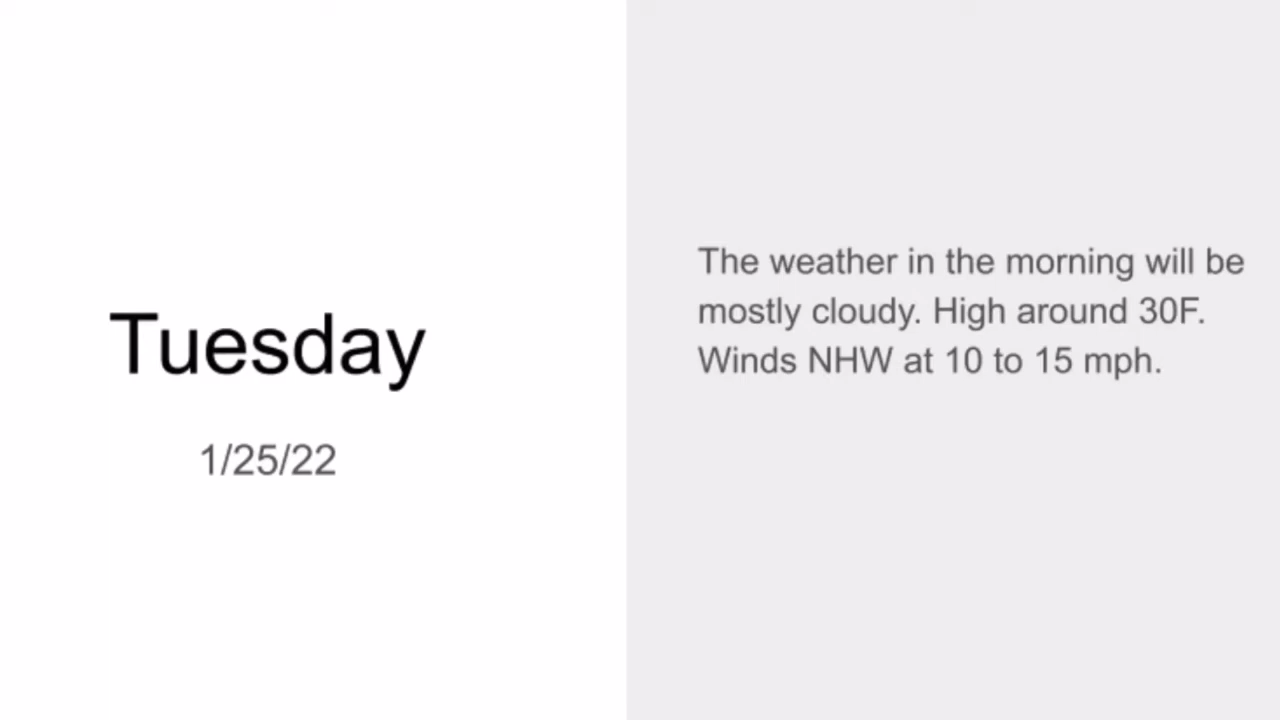 Tuesday
1/25/22
The weather in the morning will be
mostly cloudy. High around 30F.
Winds NHW at 10 to 15 mph.